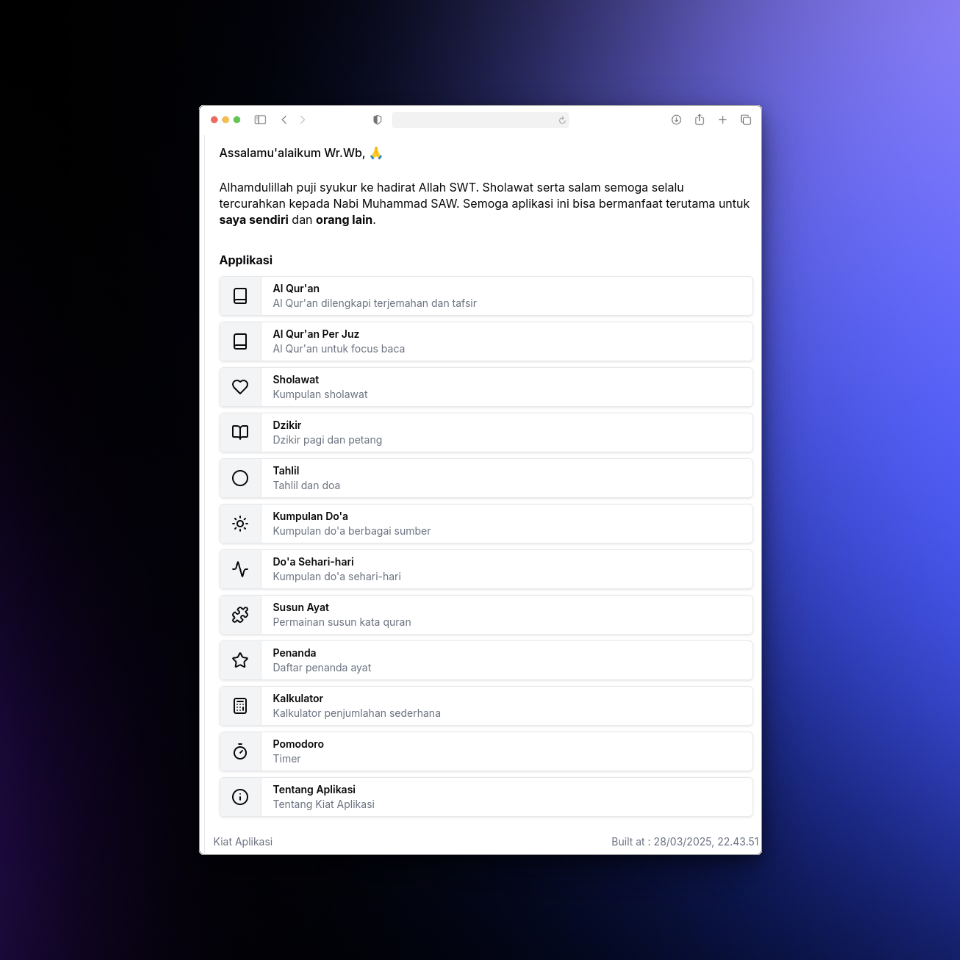 Assalamu'alaikum Wr.Wb, 🙏
Alhamdulillah puji syukur ke hadirat Allah SWT. Sholawat serta salam semoga selalu
tercurahkan kepada Nabi Muhammad SAW. Semoga aplikasi ini bisa bermanfaat terutama untuk
saya sendiri dan orang lain.
Applikasi
Al Qur'an
Al Qur'an dilengkapi terjemahan dan tafsir
Al Qur'an Per Juz
Al Qur'an untuk focus baca
Sholawat
Kumpulan sholawat
Dzikir
Dzikir pagi dan petang
Tahlil
Tahlil dan doa
Kumpulan Do'a
Kumpulan do'a berbagai sumber
Do'a Sehari-hari
Kumpulan do'a sehari-hari
Susun Ayat
Permainan susun kata quran
Penanda
Daftar penanda ayat
Kalkulator
Kalkulator penjumlahan sederhana
Pomodoro
Timer
Tentang Aplikasi
Tentang Kiat Aplikasi
Kiat Aplikasi
Built at : 28/03/2025, 22.43.51